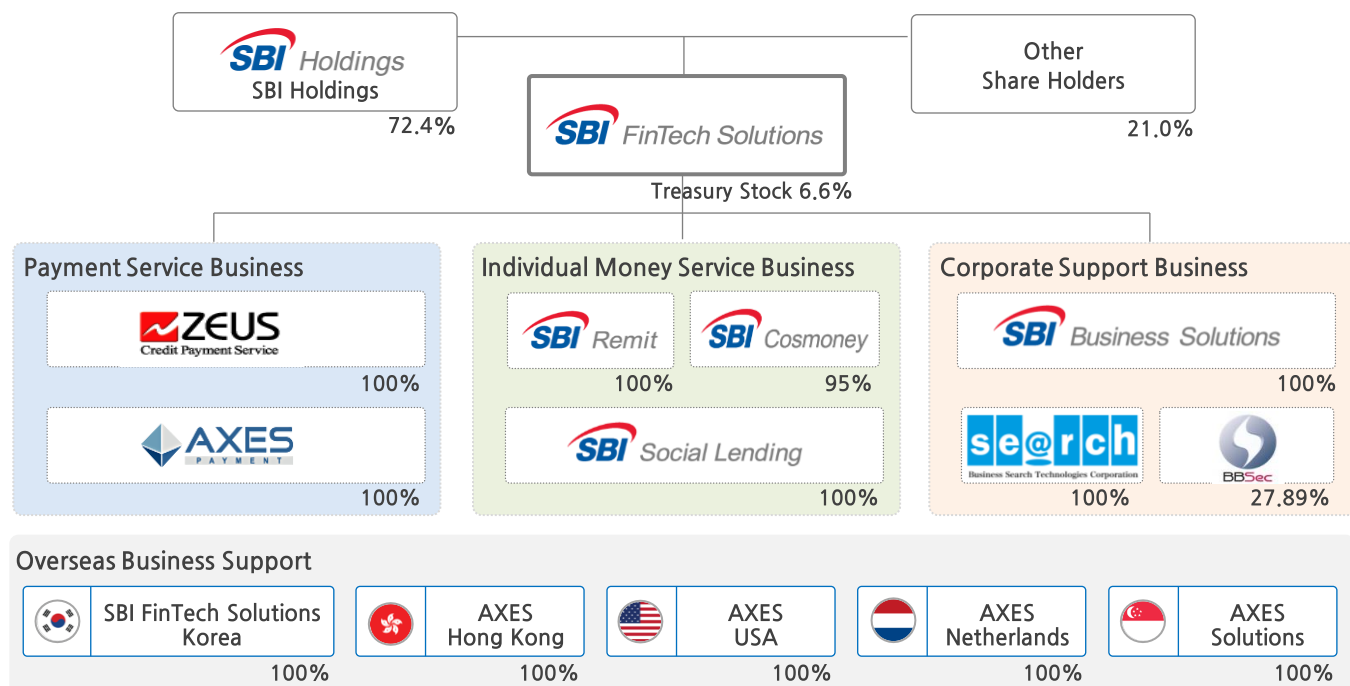 SBI Holdings
SBI Holdings
72.4%
Other
Share Holders
21.0%
SBI FinTech Solutions
Treasury Stock 6.6%
Payment Service Business
ZEUS
Credit Payment Service
100%
AXES
PAYMENT
100%
Individual Money Service Business
SBI Remit
100%
SBI Cosmoney
95%
SBI Social Lending
100%
Corporate Support Business
SBI Business Solutions
100%
se@rch
Business Search Technologies Corporation
100%
BBSec
27.89%
Overseas Business Support
SBI FinTech Solutions
Korea
100%
AXES
Hong Kong
100%
AXES
USA
100%
AXES
Netherlands
100%
AXES
Solutions
100%